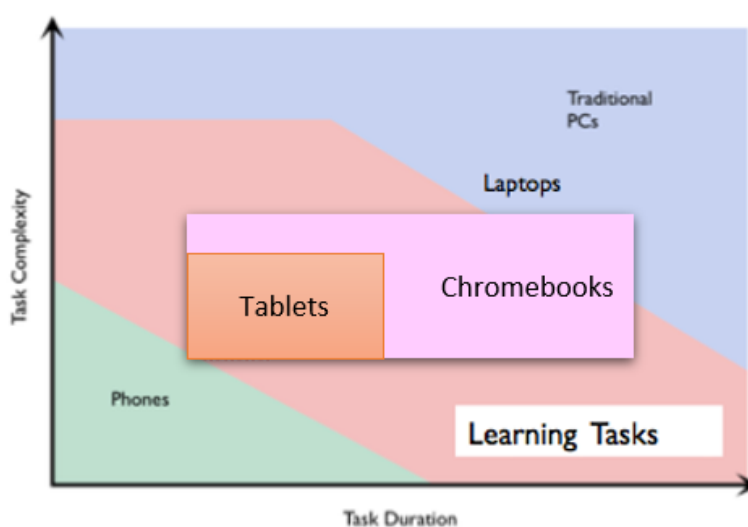 Traditional
PCs
Laptops
Task Complexity
Chromebooks
Tablets
Phones
Learning Tasks
Task Duration